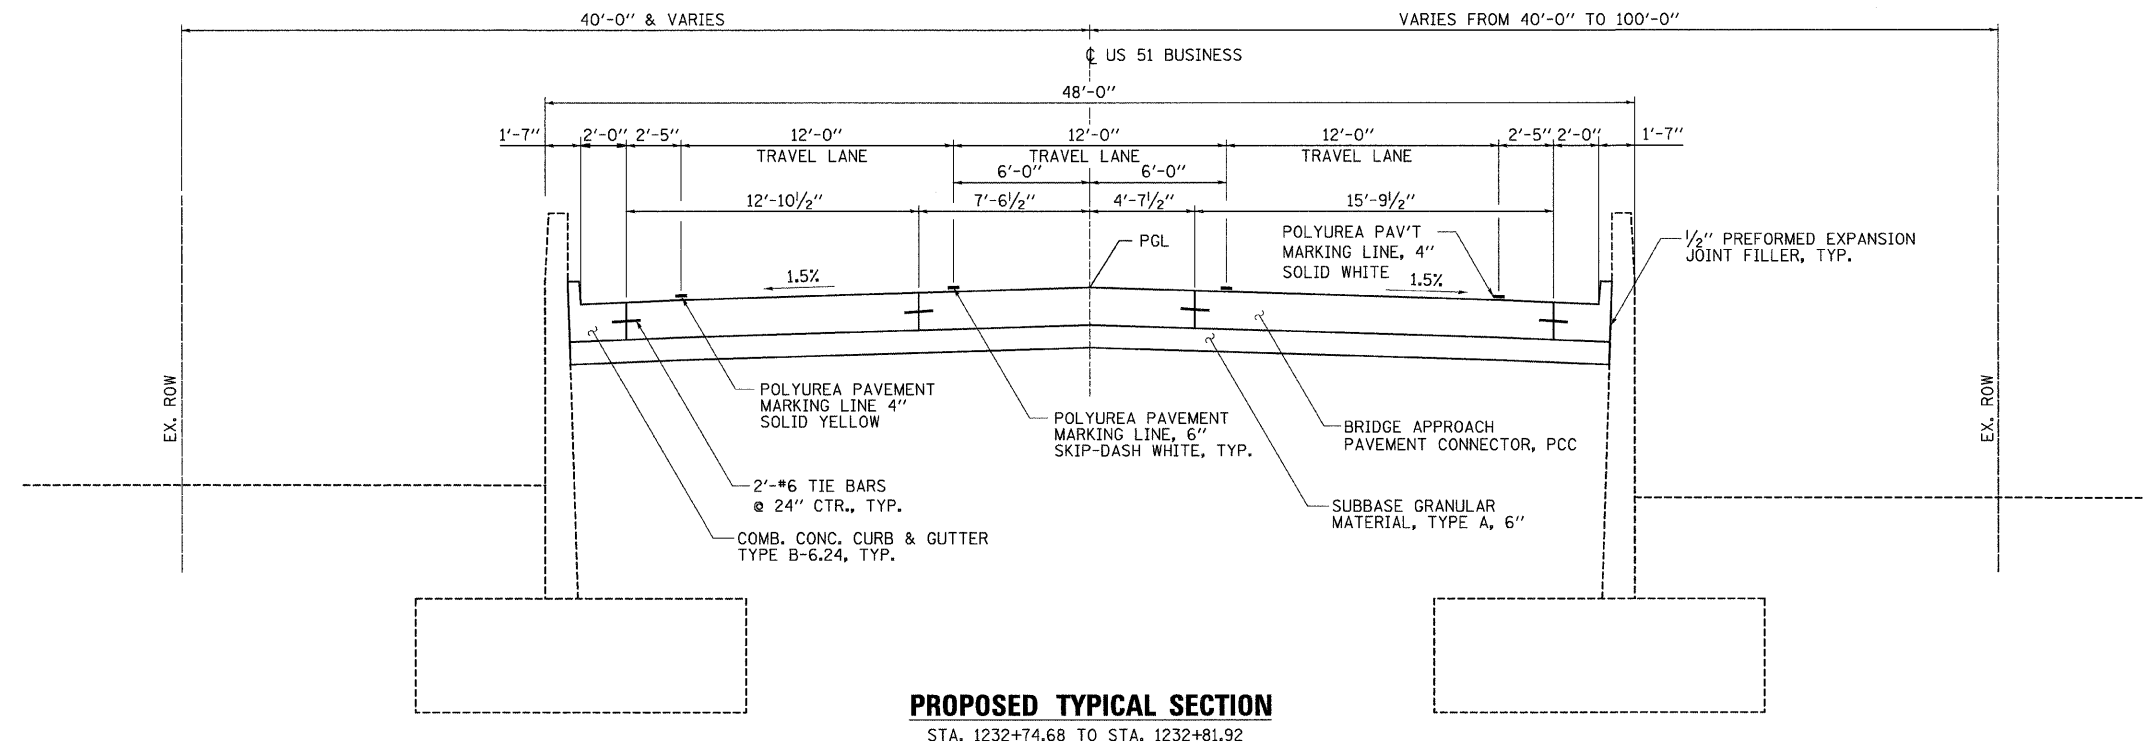 40'-0" & VARIES
VARIES FROM 40'-0" TO 100'-0"
℄ US 51 BUSINESS
48'-0"
1'-7" 2'-0" 2'-5" 12'-0" 12'-0" 12'-0" 2'-5" 2'-0" 1'-7"
TRAVEL LANE TRAVEL LANE TRAVEL LANE
6'-0" 6'-0"
12'-10½" 7'-6½" 4'-7½" 15'-9½"
PGL
POLYUREA PAV'T
MARKING LINE, 4"
SOLID WHITE
½" PREFORMED EXPANSION
JOINT FILLER, TYP.
1.5%
1.5%
EX. ROW
EX. ROW
POLYUREA PAVEMENT
MARKING LINE 4"
SOLID YELLOW
POLYUREA PAVEMENT
MARKING LINE, 6"
SKIP-DASH WHITE, TYP.
BRIDGE APPROACH
PAVEMENT CONNECTOR, PCC
2'-#6 TIE BARS
@ 24" CTR., TYP.
SUBBASE GRANULAR
MATERIAL, TYPE A, 6"
COMB. CONC. CURB & GUTTER
TYPE B-6.24, TYP.
PROPOSED TYPICAL SECTION
STA. 1232+74.68 TO STA. 1232+81.92